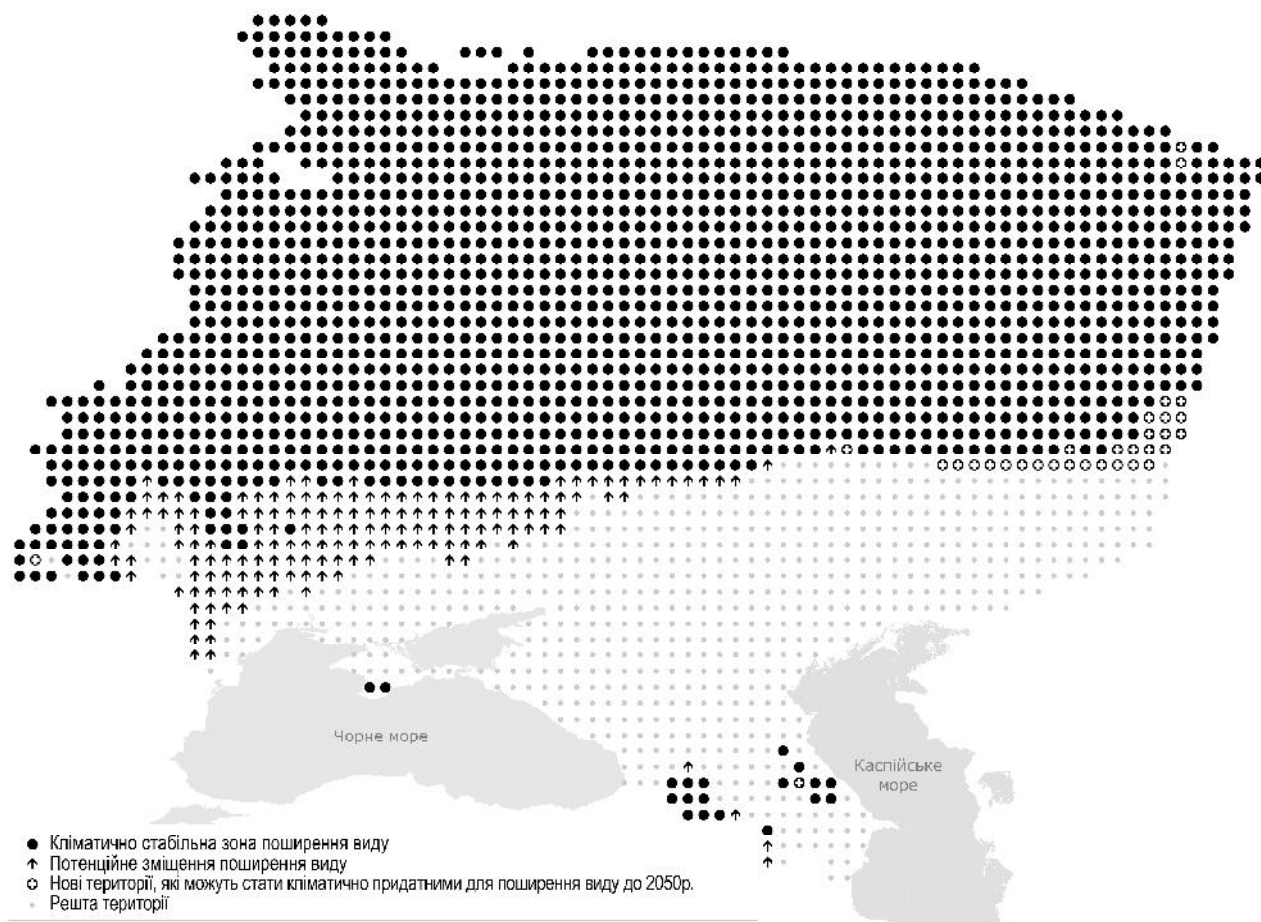 Чорне море
Каспійське
море
Кліматично стабільна зона поширення виду
Потенційне зміщення поширення виду
Нові території, які можуть стати кліматично придатними для поширення виду до 2050р.
Решта території